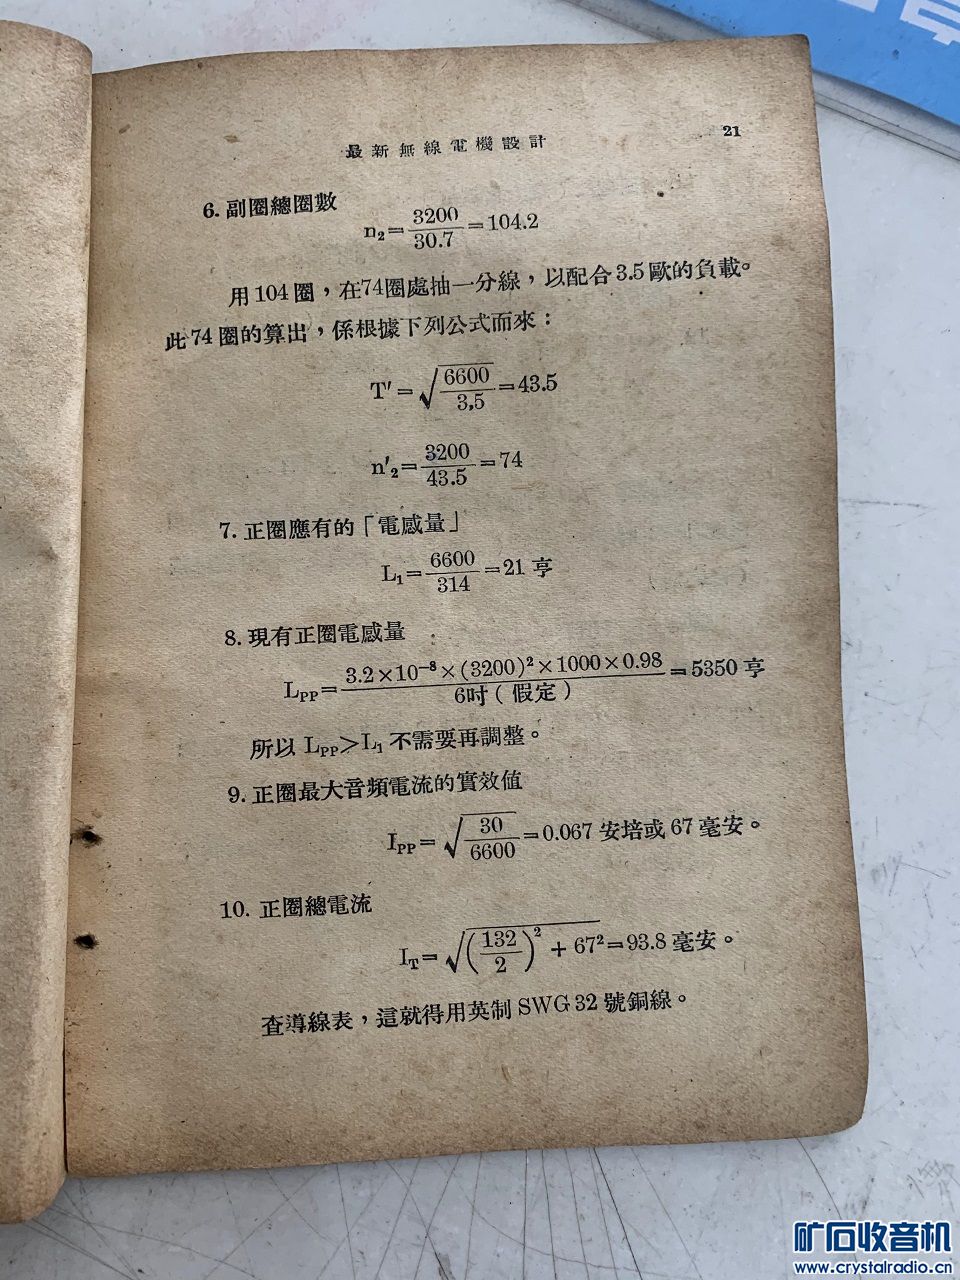 最新無線電機設計 21
6. 副圈總圈數
n₂=3200/30.7=104.2
用104圈，在74圈處抽一分線，以配合3.5歐的負載。
此74圈的算出，係根據下列公式而來：
T′=√(6600/3,5)=43.5
n′₂=3200/43.5=74
7. 正圈應有的「電感量」
L₁=6600/314=21 亨
8. 現有正圈電感量
L_PP=3.2×10⁻⁸×(3200)²×1000×0.98/6吋(假定)=5350 亨
所以 L_PP>L₁ 不需要再調整。
9. 正圈最大音頻電流的實效值
I_PP=√(30/6600)=0.067 安培或 67 毫安。
10. 正圈總電流
I_T=√((132/2)²+67²)=93.8 毫安。
查導線表，這就得用英制 SWG 32 號銅線。
矿石收音机
www.crystalradio.cn